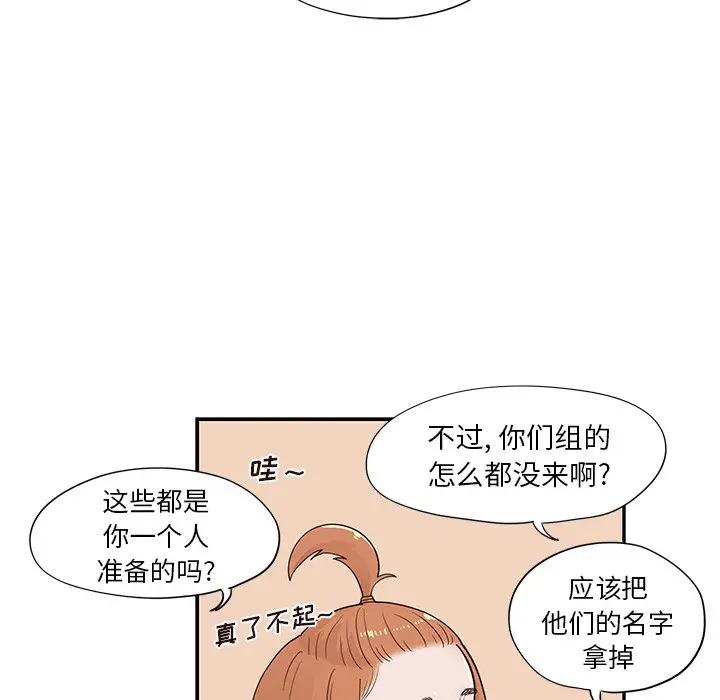 哇~
不过,你们组的
怎么都没来啊?
这些都是
你一个人
准备的吗?
真了不起~
应该把
他们的名字
拿掉